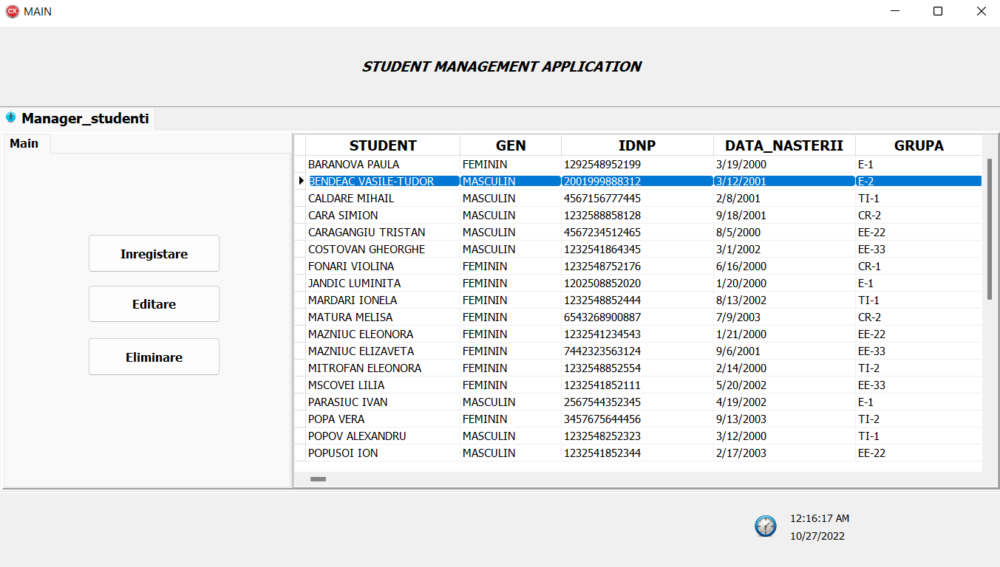 CX MAIN
STUDENT MANAGEMENT APPLICATION
Manager_studenti
Main
Inregistare
Editare
Eliminare
STUDENT GEN IDNP DATA_NASTERII GRUPA
BARANOVA PAULA FEMININ 1292548952199 3/19/2000 E-1
BENDEAC VASILE-TUDOR MASCULIN 2001999888312 3/12/2001 E-2
CALDARE MIHAIL MASCULIN 4567156777445 2/8/2001 TI-1
CARA SIMION MASCULIN 1232588858128 9/18/2001 CR-2
CARAGANGIU TRISTAN MASCULIN 4567234512465 8/5/2000 EE-22
COSTOVAN GHEORGHE MASCULIN 1232541864345 3/1/2002 EE-33
FONARI VIOLINA FEMININ 1232548752176 6/16/2000 CR-1
JANDIC LUMINITA FEMININ 1202508852020 1/20/2000 E-1
MARDARI IONELA FEMININ 1232548852444 8/13/2002 TI-1
MATURA MELISA FEMININ 6543268900887 7/9/2003 CR-2
MAZNIUC ELEONORA FEMININ 1232541234543 1/21/2000 EE-22
MAZNIUC ELIZAVETA FEMININ 7442323563124 9/6/2001 EE-33
MITROFAN ELEONORA FEMININ 1232548852554 2/14/2000 TI-2
MSCOVEI LILIA FEMININ 1232541852111 5/20/2002 EE-33
PARASIUC IVAN MASCULIN 2567544352345 4/19/2002 E-1
POPA VERA FEMININ 3457675644456 9/13/2003 TI-2
POPOV ALEXANDRU MASCULIN 1232548252323 3/12/2000 TI-1
POPUSOI ION MASCULIN 1232541852344 2/17/2003 EE-22
12:16:17 AM
10/27/2022